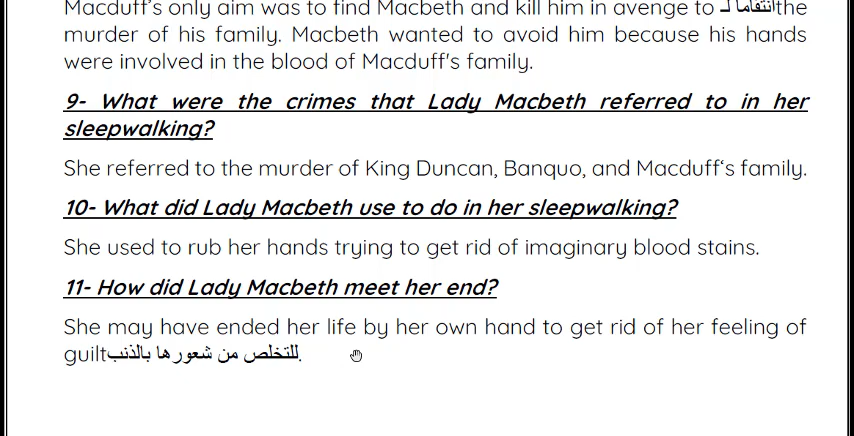 Macduff's only aim was to find Macbeth and kill him in avenge to انتقاما لـ the
murder of his family. Macbeth wanted to avoid him because his hands
were involved in the blood of Macduff's family.
9- What were the crimes that Lady Macbeth referred to in her
sleepwalking?
She referred to the murder of King Duncan, Banquo, and Macduff‘s family.
10- What did Lady Macbeth use to do in her sleepwalking?
She used to rub her hands trying to get rid of imaginary blood stains.
11- How did Lady Macbeth meet her end?
She may have ended her life by her own hand to get rid of her feeling of
guilt للتخلص من شعورها بالذنب.